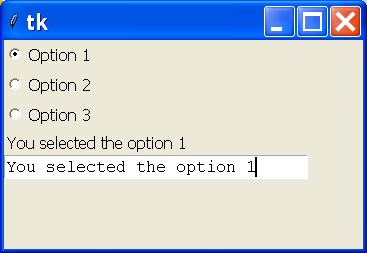 tk
Option 1
Option 2
Option 3
You selected the option 1
You selected the option 1